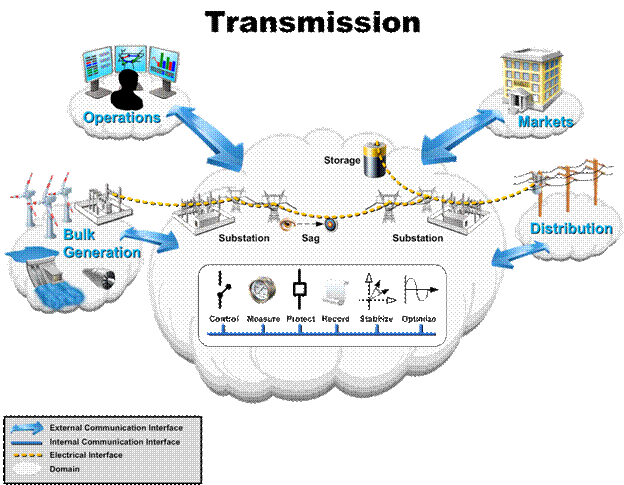 Transmission
Operations
Markets
Storage
Bulk
Generation
Substation
Sag
Substation
Distribution
Control
Measure
Protect
Record
Stabilize
Optimize
External Communication Interface
Internal Communication Interface
Electrical Interface
Domain